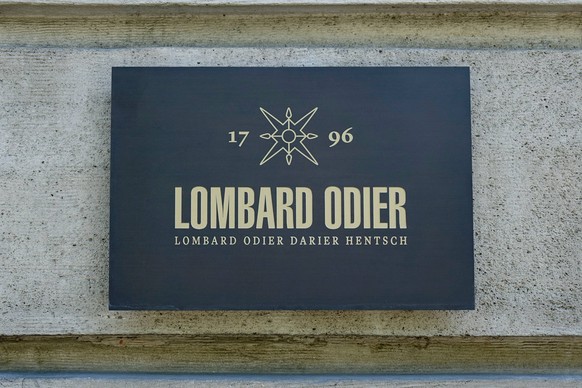 17 96
LOMBARD ODIER
LOMBARD ODIER DARIER HENTSCH